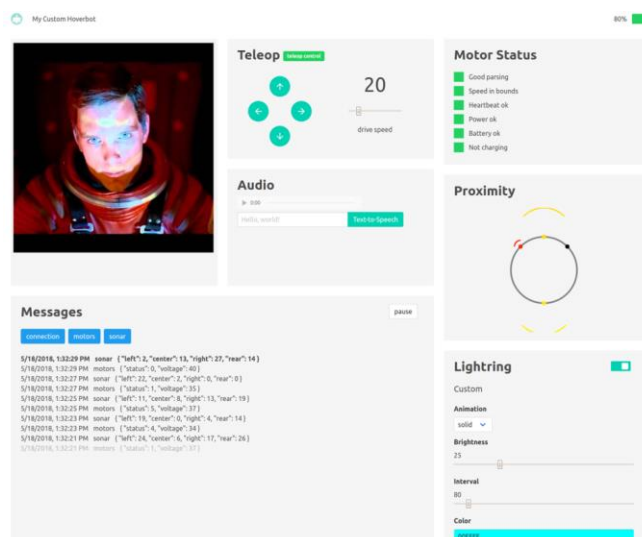 My Custom Hoverbot
80%
Teleop teleop control
20
drive speed
Motor Status
Good parsing
Speed in bounds
Heartbeat ok
Power ok
Battery ok
Not charging
Audio
0:00
Hello, world!
Text-to-Speech
Proximity
Messages
pause
connection motors sonar
5/18/2018, 1:32:29 PM sonar {"left": 2, "center": 13, "right": 27, "rear": 14}
5/18/2018, 1:32:27 PM motors {"status": 0, "voltage": 40}
5/18/2018, 1:32:27 PM sonar {"left": 22, "center": 2, "right": 0, "rear": 0}
5/18/2018, 1:32:27 PM motors {"status": 1, "voltage": 35}
5/18/2018, 1:32:25 PM sonar {"left": 11, "center": 8, "right": 13, "rear": 19}
5/18/2018, 1:32:25 PM motors {"status": 5, "voltage": 37}
5/18/2018, 1:32:23 PM sonar {"left": 19, "center": 0, "right": 4, "rear": 14}
5/18/2018, 1:32:23 PM motors {"status": 4, "voltage": 34}
5/18/2018, 1:32:21 PM sonar {"left": 24, "center": 6, "right": 17, "rear": 26}
5/18/2018, 1:32:21 PM motors {"status": 1, "voltage": 37}
Lightring
Custom
Animation
solid
Brightness
25
Interval
80
Color